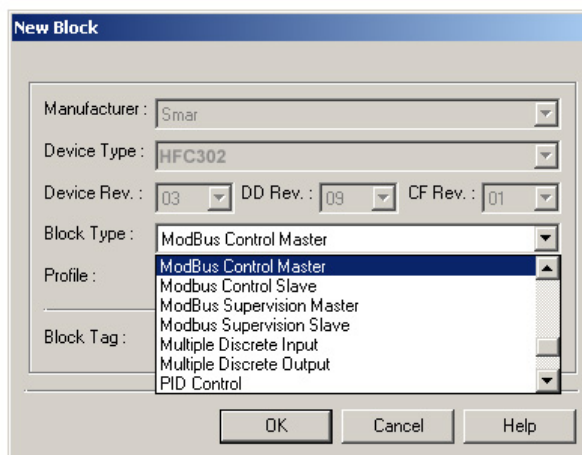 New Block
Manufacturer : Smar
Device Type : HFC302
Device Rev. : 03 DD Rev. : 09 CF Rev. : 01
Block Type : ModBus Control Master
Profile :
ModBus Control Master
Modbus Control Slave
ModBus Supervision Master
Modbus Supervision Slave
Multiple Discrete Input
Multiple Discrete Output
PID Control
Block Tag :
OK Cancel Help